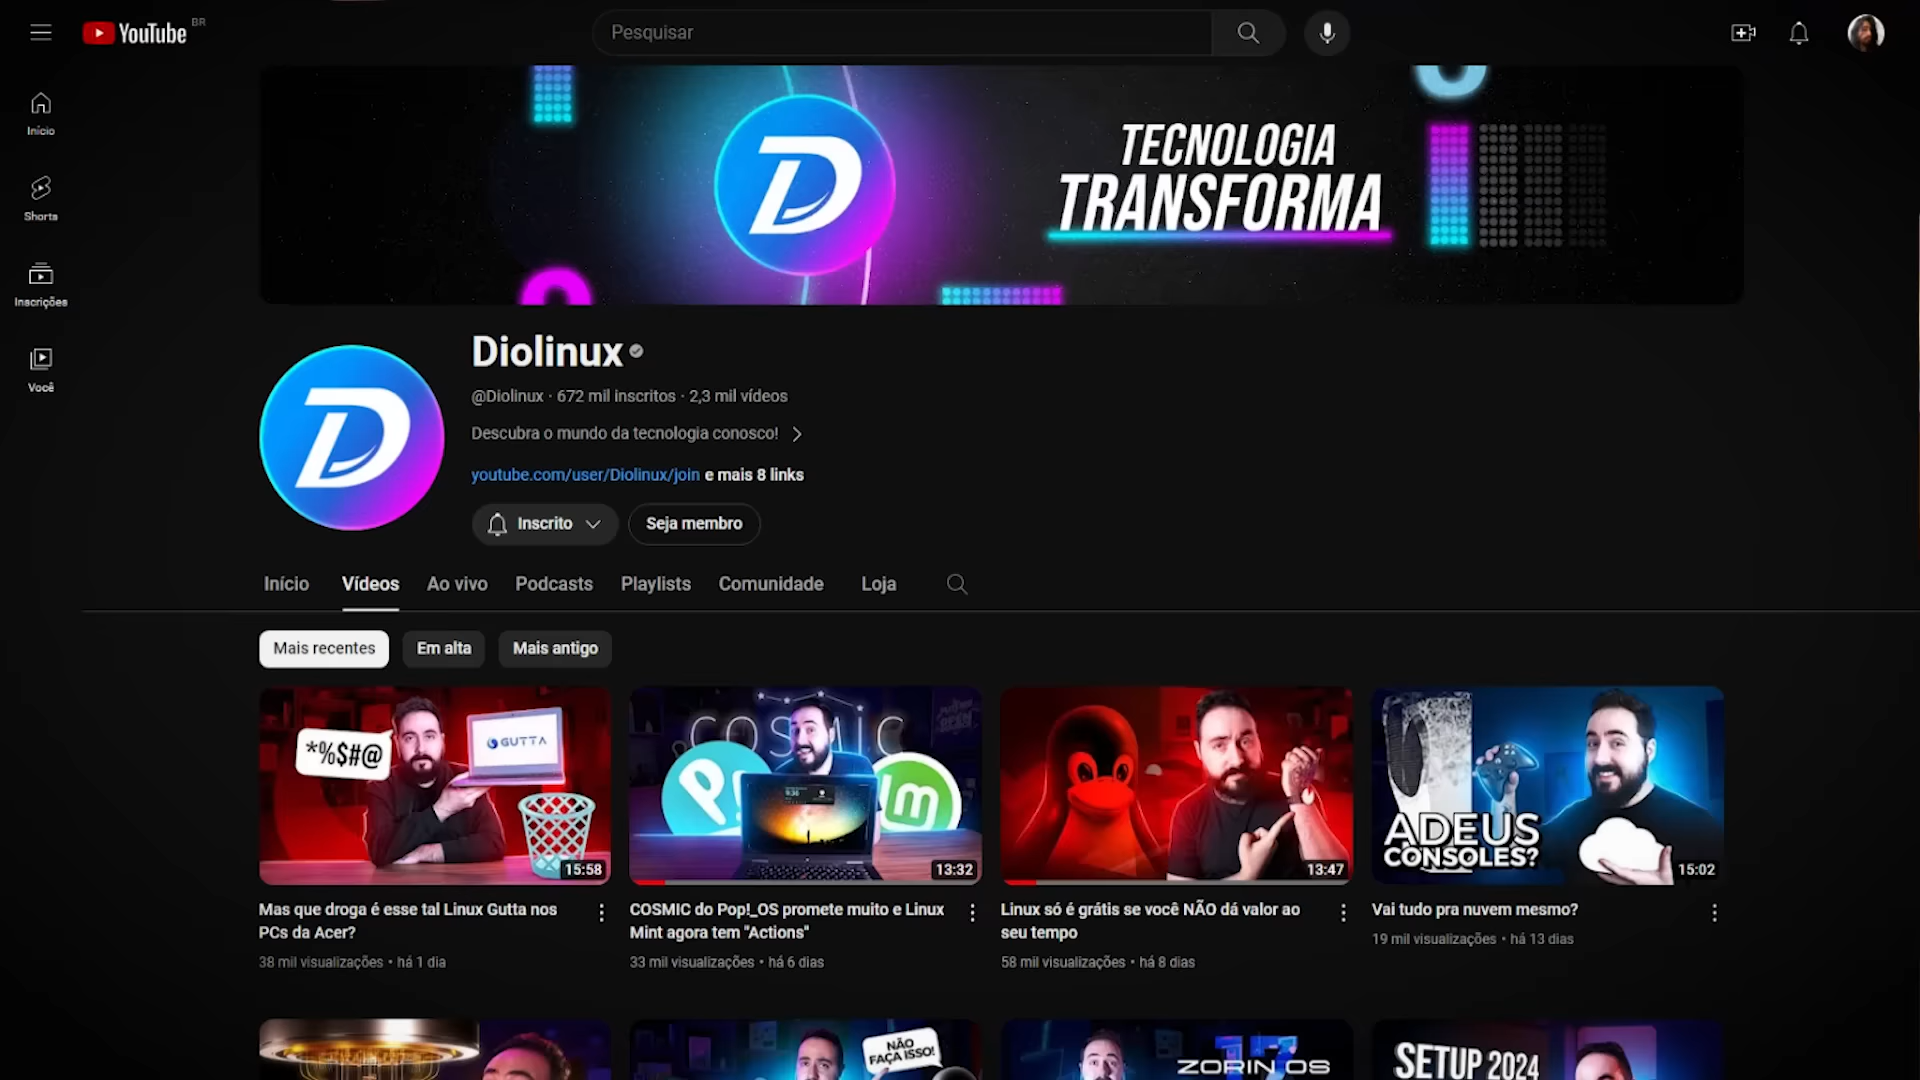 YouTube BR
Pesquisar
Início
Shorts
Inscrições
Você
D
TECNOLOGIA
TRANSFORMA
D
Diolinux
@Diolinux · 672 mil inscritos · 2,3 mil vídeos
Descubra o mundo da tecnologia conosco!
youtube.com/user/Diolinux/join e mais 8 links
Inscrito
Seja membro
Início Vídeos Ao vivo Podcasts Playlists Comunidade Loja
Mais recentes Em alta Mais antigo
*%$#@
GUTTA
15:58
COSMIC
P!
9:36
m
13:32
13:47
ADEUS
CONSOLES?
15:02
Mas que droga é esse tal Linux Gutta nos
PCs da Acer?
38 mil visualizações • há 1 dia
COSMIC do Pop!_OS promete muito e Linux
Mint agora tem "Actions"
33 mil visualizações • há 6 dias
Linux só é grátis se você NÃO dá valor ao
seu tempo
58 mil visualizações • há 8 dias
Vai tudo pra nuvem mesmo?
19 mil visualizações • há 13 dias
NÃO
FAÇA ISSO!
17
ZORIN OS
SETUP 2024